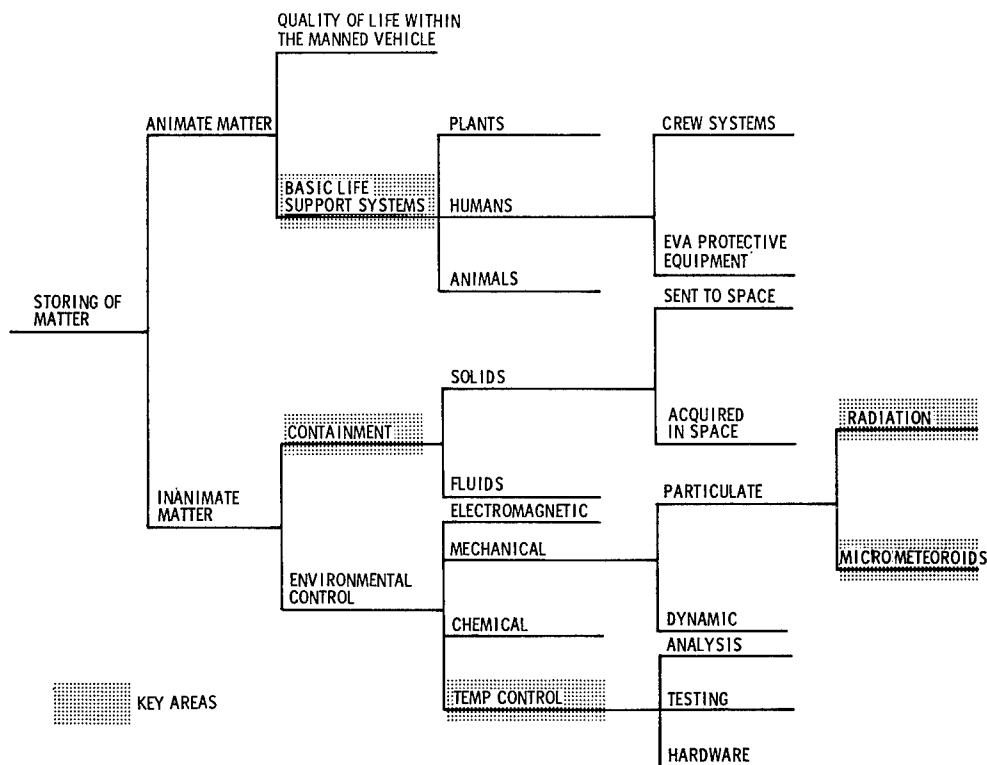 QUALITY OF LIFE WITHIN
THE MANNED VEHICLE
ANIMATE MATTER
PLANTS
CREW SYSTEMS
BASIC LIFE
SUPPORT SYSTEMS
HUMANS
EVA PROTECTIVE
EQUIPMENT
ANIMALS
STORING OF
MATTER
SENT TO SPACE
SOLIDS
CONTAINMENT
ACQUIRED
IN SPACE
RADIATION
INANIMATE
MATTER
FLUIDS
ELECTROMAGNETIC
PARTICULATE
MECHANICAL
MICROMETEOROIDS
ENVIRONMENTAL
CONTROL
CHEMICAL
DYNAMIC
ANALYSIS
TEMP CONTROL
TESTING
KEY AREAS
HARDWARE